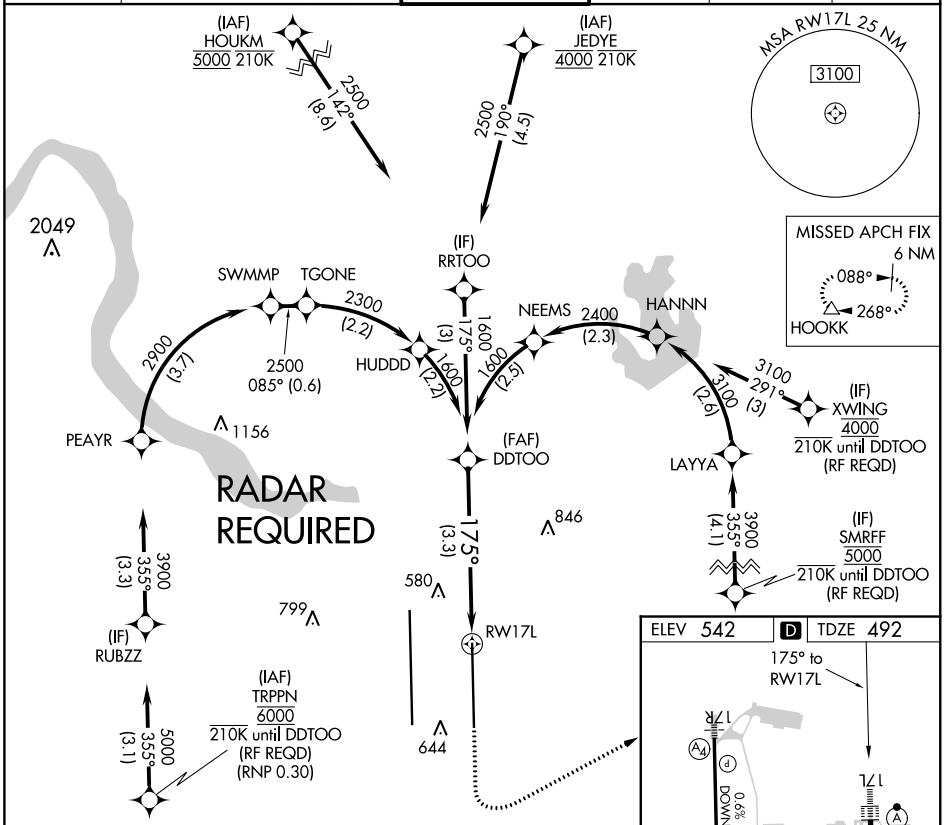 (IAF)
HOUKM
5000 210K
2500
142°
(8.6)
(IAF)
JEDYE
4000 210K
2500
190°
(4.5)
MSA RW17L 25 NM
3100
MISSED APCH FIX
6 NM
088°
268°
HOOKK
2049
(IF)
RRTOO
1600
175°
(3)
SWMMP
TGONE
2300
(2.2)
2900
(3.7)
2500
085° (0.6)
HUDDD
1600
(2.2)
NEEMS
2400
(2.3)
HANNN
1600
(2.5)
3100
(2.6)
3100
291°
(3)
(IF)
XWING
4000
210K until DDTOO
(RF REQD)
PEAYR
1156
(FAF)
DDTOO
LAYYA
RADAR
REQUIRED
175°
(3.3)
846
3900
355°
(4.1)
(IF)
SMRFF
5000
210K until DDTOO
(RF REQD)
3900
355°
(3.3)
580
799
(IF)
RUBZZ
RW17L
(IAF)
TRPPN
6000
210K until DDTOO
(RF REQD)
(RNP 0.30)
5000
355°
(3.1)
644
ELEV 542
D
TDZE 492
175° to
RW17L
17R
A4
P
0.6%
DOWN
17L
A